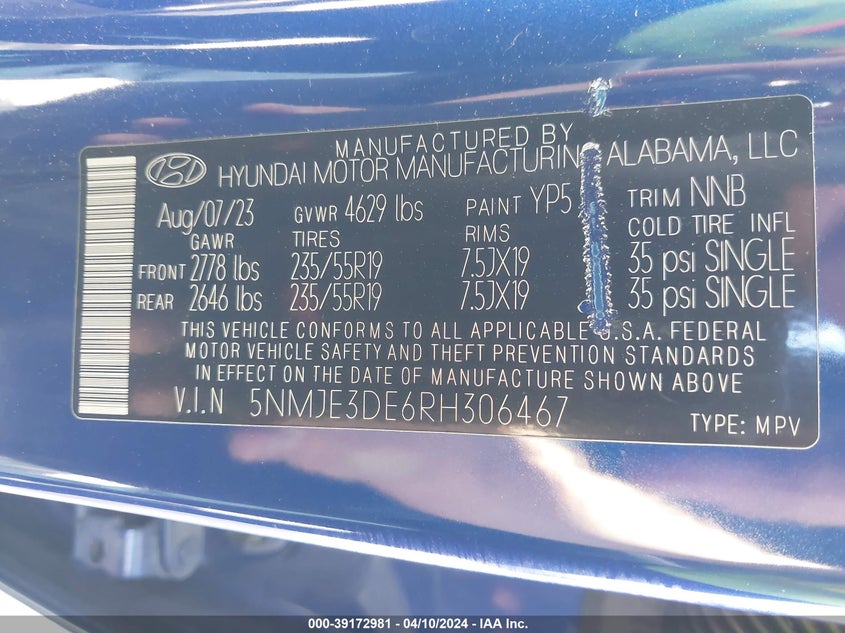 MANUFACTURED BY
HYUNDAI MOTOR MANUFACTURING ALABAMA, LLC
Aug/07/23 GVWR 4629 lbs PAINT YP5 TRIM NNB
GAWR TIRES RIMS COLD TIRE INFL
FRONT 2778 lbs 235/55R19 7.5JX19 35 psi SINGLE
REAR 2646 lbs 235/55R19 7.5JX19 35 psi SINGLE
THIS VEHICLE CONFORMS TO ALL APPLICABLE U.S.A. FEDERAL
MOTOR VEHICLE SAFETY AND THEFT PREVENTION STANDARDS
IN EFFECT ON THE DATE OF MANUFACTURE SHOWN ABOVE
V.I.N 5NMJE3DE6RH306467 TYPE: MPV
000-39172981 - 04/10/2024 - IAA Inc.